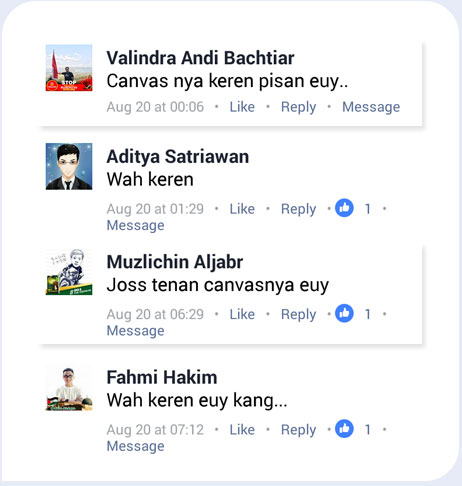 Valindra Andi Bachtiar
Canvas nya keren pisan euy..
Aug 20 at 00:06 • Like • Reply • Message
Aditya Satriawan
Wah keren
Aug 20 at 01:29 • Like • Reply • 1 •
Message
Muzlichin Aljabr
Joss tenan canvasnya euy
Aug 20 at 06:29 • Like • Reply • 1 •
Message
Fahmi Hakim
Wah keren euy kang...
Aug 20 at 07:12 • Like • Reply • 1 •
Message